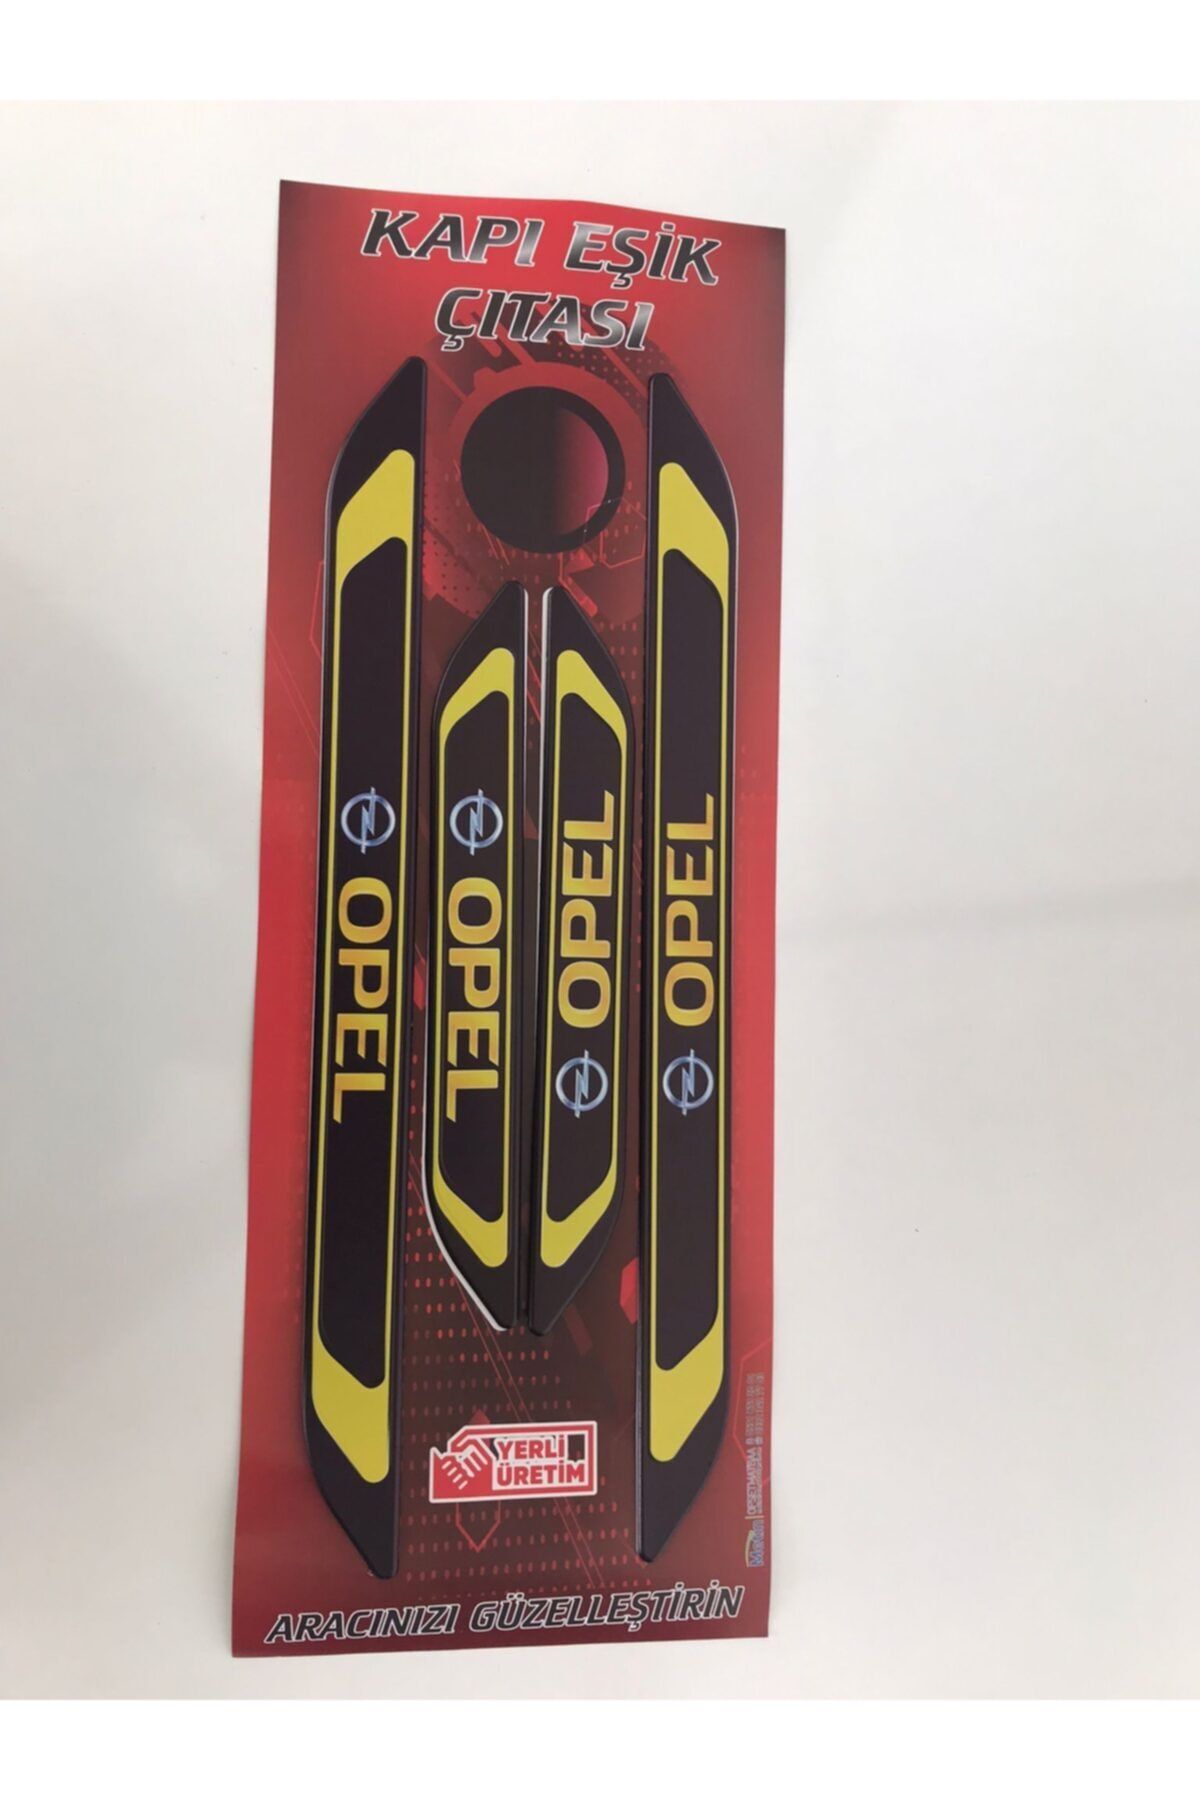 KAPI EŞİK
ÇITASI
OPEL
OPEL
OPEL
OPEL
YERLİ
ÜRETİM
ARACINIZI GÜZELLEŞTİRİN